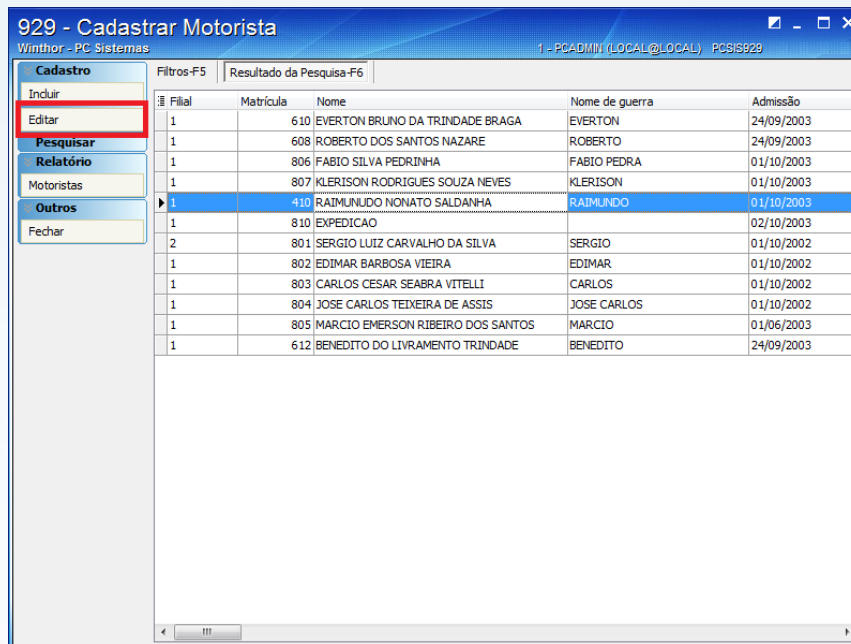 929 - Cadastrar Motorista
Winthor - PC Sistemas
1 - PCADMIN (LOCAL@LOCAL) PCSIS929
Cadastro
Incluir
Editar
Pesquisar
Relatório
Motoristas
Outros
Fechar
Filtros-F5 Resultado da Pesquisa-F6
Filial Matrícula Nome Nome de guerra Admissão
1 610 EVERTON BRUNO DA TRINDADE BRAGA EVERTON 24/09/2003
1 608 ROBERTO DOS SANTOS NAZARE ROBERTO 24/09/2003
1 806 FABIO SILVA PEDRINHA FABIO PEDRA 01/10/2003
1 807 KLERISON RODRIGUES SOUZA NEVES KLERISON 01/10/2003
1 410 RAIMUNUDO NONATO SALDANHA RAIMUNDO 01/10/2003
1 810 EXPEDICAO 02/10/2003
2 801 SERGIO LUIZ CARVALHO DA SILVA SERGIO 01/10/2002
1 802 EDIMAR BARBOSA VIEIRA EDIMAR 01/10/2002
1 803 CARLOS CESAR SEABRA VITELLI CARLOS 01/10/2002
1 804 JOSE CARLOS TEIXEIRA DE ASSIS JOSE CARLOS 01/10/2002
1 805 MARCIO EMERSON RIBEIRO DOS SANTOS MARCIO 01/06/2003
1 612 BENEDITO DO LIVRAMENTO TRINDADE BENEDITO 24/09/2003